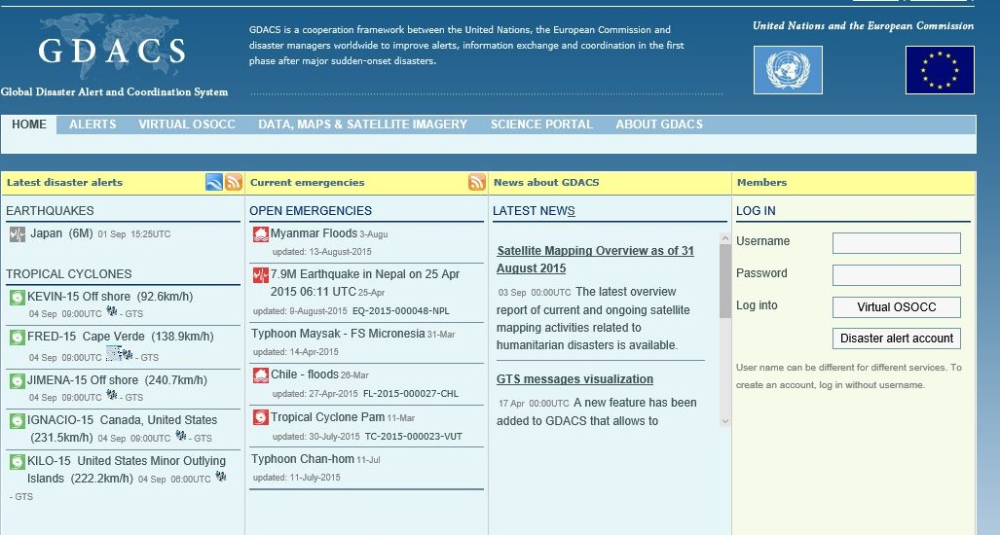 GDACS
Global Disaster Alert and Coordination System
GDACS is a cooperation framework between the United Nations, the European Commission and
disaster managers worldwide to improve alerts, information exchange and coordination in the first
phase after major sudden-onset disasters.
United Nations and the European Commission
HOME ALERTS VIRTUAL OSOCC DATA, MAPS & SATELLITE IMAGERY SCIENCE PORTAL ABOUT GDACS
Latest disaster alerts
EARTHQUAKES
Japan (6M) 01 Sep 15:25UTC
TROPICAL CYCLONES
KEVIN-15 Off shore (92.6km/h)
04 Sep 09:00UTC - GTS
FRED-15 Cape Verde (138.9km/h)
04 Sep 09:00UTC - GTS
JIMENA-15 Off shore (240.7km/h)
04 Sep 09:00UTC - GTS
IGNACIO-15 Canada, United States
(231.5km/h) 04 Sep 09:00UTC - GTS
KILO-15 United States Minor Outlying
Islands (222.2km/h) 04 Sep 06:00UTC
- GTS
Current emergencies
OPEN EMERGENCIES
Myanmar Floods 3-Augu
updated: 13-August-2015
7.9M Earthquake in Nepal on 25 Apr
2015 06:11 UTC 25-Apr
updated: 9-August-2015 EQ-2015-000048-NPL
Typhoon Maysak - FS Micronesia 31-Mar
updated: 14-Apr-2015
Chile - floods 26-Mar
updated: 27-Apr-2015 FL-2015-000027-CHL
Tropical Cyclone Pam 11-Mar
updated: 30-July-2015 TC-2015-000023-VUT
Typhoon Chan-hom 11-Jul
updated: 11-July-2015
News about GDACS
LATEST NEWS
Satellite Mapping Overview as of 31
August 2015
03 Sep 00:00UTC The latest overview
report of current and ongoing satellite
mapping activities related to
humanitarian disasters is available.
GTS messages visualization
17 Apr 00:00UTC A new feature has been
added to GDACS that allows to
Members
LOG IN
Username
Password
Log into Virtual OSOCC
Disaster alert account
User name can be different for different services. To
create an account, log in without username.